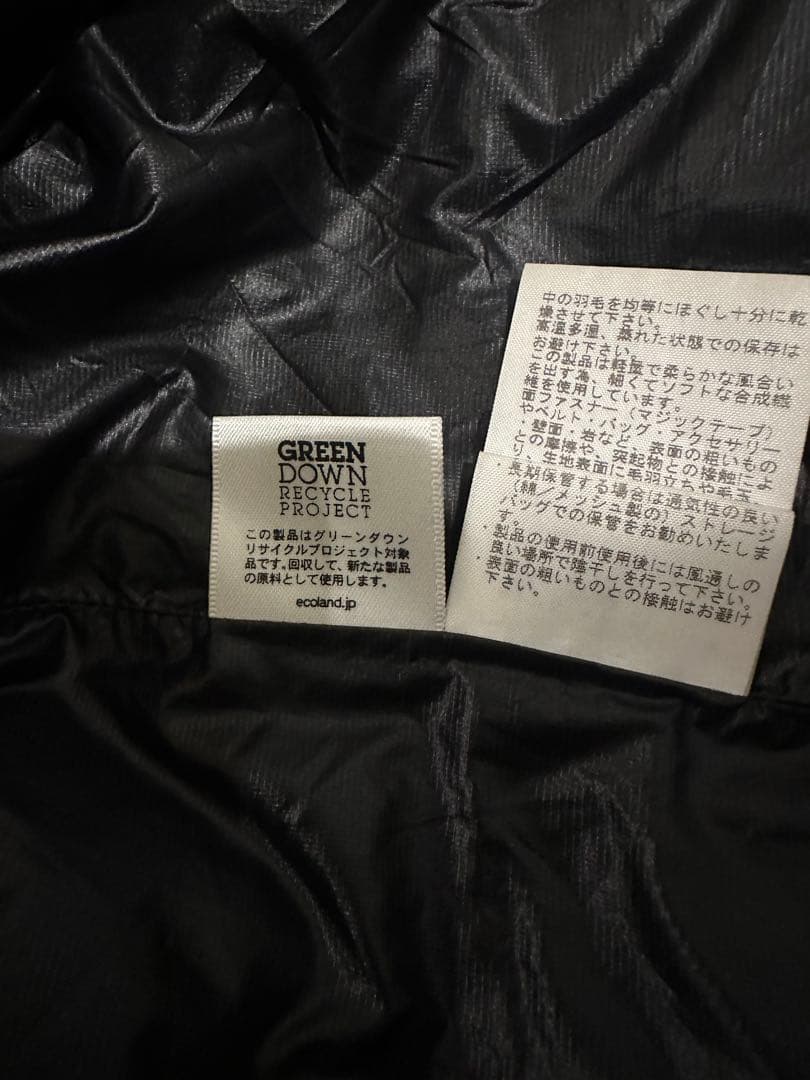 GREEN
DOWN
RECYCLE
PROJECT
この製品はグリーンダウン
リサイクルプロジェクト対象
品です。回収して、新たな製品
の原料として使用します。
ecoland.jp
中の羽毛を均等にほぐし十分に乾
燥させて下さい。
高温多湿、蒸れた状態での保存は
お避け下さい。
この製品は軽量で柔らかな風合い
を出す為、細くてソフトな合成繊
維を使用しています。
面ファスナー（マジックテープ）
やベルト・バッグ・アクセサリー
・壁面・岩など、表面の粗いもの
との摩擦や、突起物との接触によ
り、生地表面に毛羽立ちや毛玉
・長期保管する場合は通気性の良い
（綿／メッシュ製の）ストレージ
バッグでの保管をお勧めいたしま
す。
・製品の使用前使用後には風通しの
良い場所で陰干しを行って下さい。
・表面の粗いものとの接触はお避け
下さい。